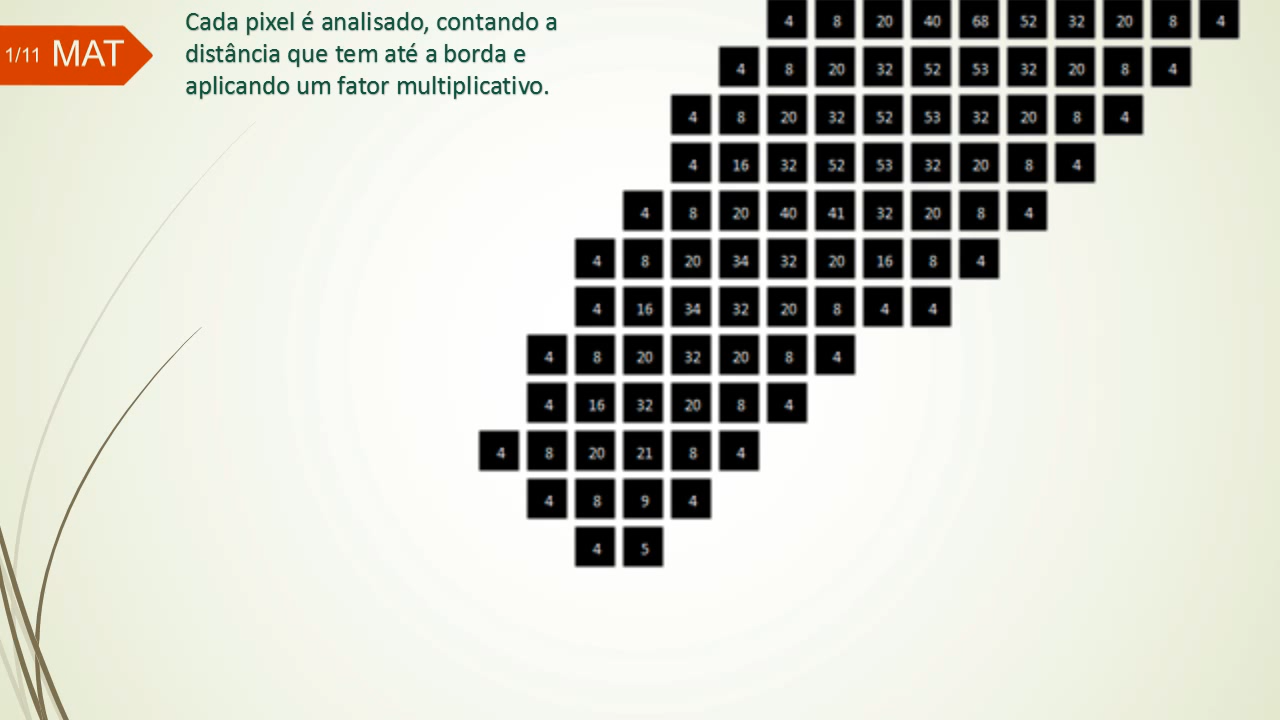 1/11 MAT
Cada pixel é analisado, contando a
distância que tem até a borda e
aplicando um fator multiplicativo.
4 8 20 40 68 52 32 20 8 4
4 8 20 32 52 53 32 20 8 4
4 8 20 32 52 53 32 20 8 4
4 16 32 52 53 32 20 8 4
4 8 20 40 41 32 20 8 4
4 8 20 34 32 20 16 8 4
4 16 34 32 20 8 4 4
4 8 20 32 20 8 4
4 16 32 20 8 4
4 8 20 21 8 4
4 8 9 4
4 5